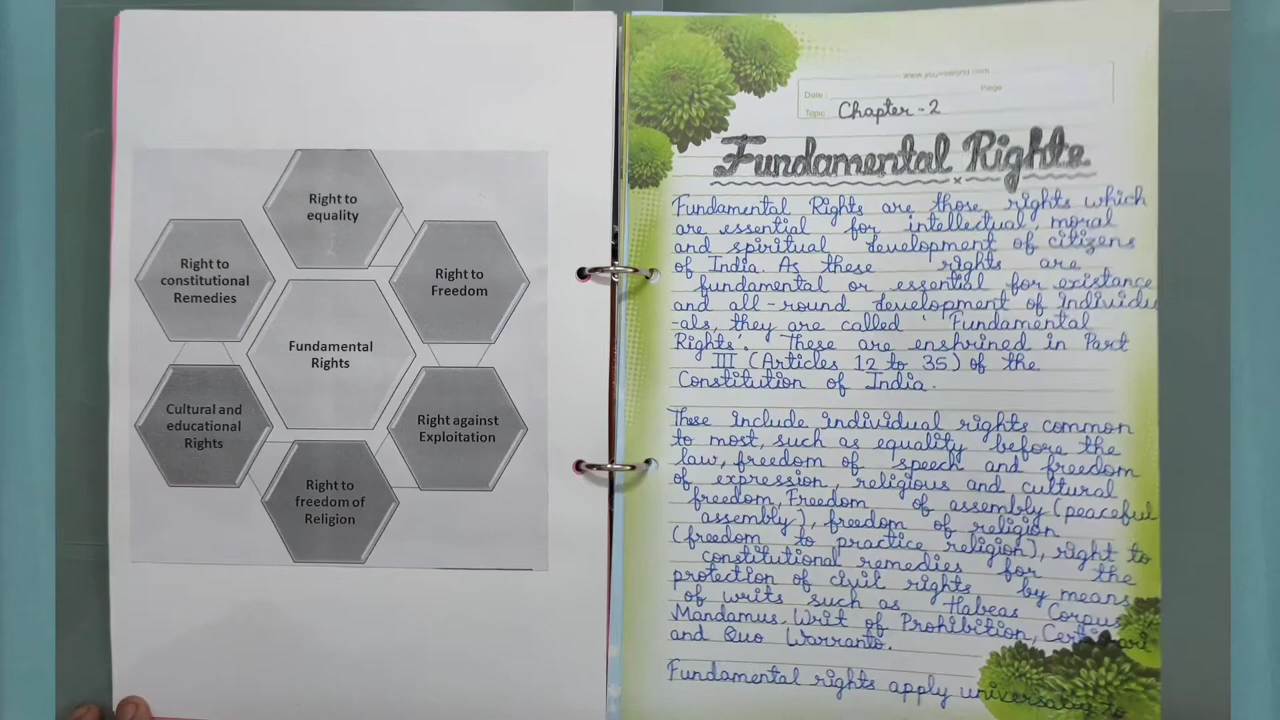 Right to
equality
Right to
constitutional
Remedies
Right to
Freedom
Fundamental
Rights
Cultural and
educational
Rights
Right against
Exploitation
Right to
freedom of
Religion
Date :
Page
Topic Chapter - 2
Fundamental Rights
Fundamental Rights are those rights which
are essential for intellectual, moral
and spiritual development of citizens
of India. As these rights are
fundamental or essential for existance
and all-round development of individu
-als, they are called 'Fundamental
Rights'. These are enshrined in Part
III (Articles 12 to 35) of the
Constitution of India.
These include individual rights common
to most, such as equality before the
law, freedom of speech and freedom
of expression, religious and cultural
freedom, Freedom of assembly (peaceful
assembly), freedom of religion
(freedom to practice religion), right to
constitutional remedies for the
protection of civil rights by means
of writs such as Habeas Corpus
Mandamus, Writ of Prohibition, Certiorari
and Quo Warranto.
Fundamental rights apply universally to